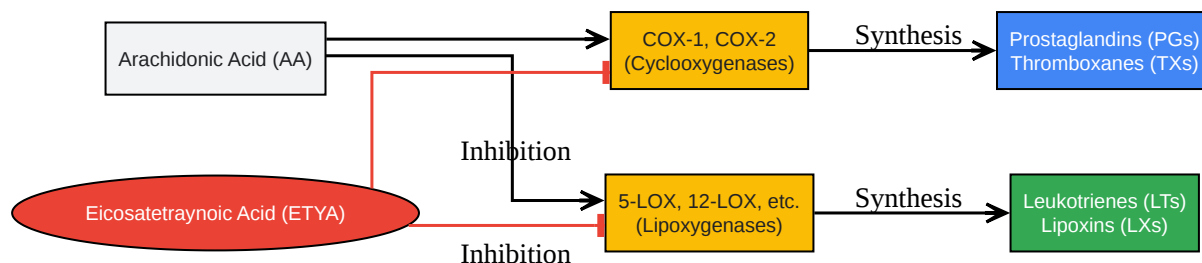 Arachidonic Acid (AA)
COX-1, COX-2
(Cyclooxygenases)
Synthesis
Prostaglandins (PGs)
Thromboxanes (TXs)
Inhibition
Eicosatetraynoic Acid (ETYA)
5-LOX, 12-LOX, etc.
(Lipoxygenases)
Synthesis
Leukotrienes (LTs)
Lipoxins (LXs)
Inhibition